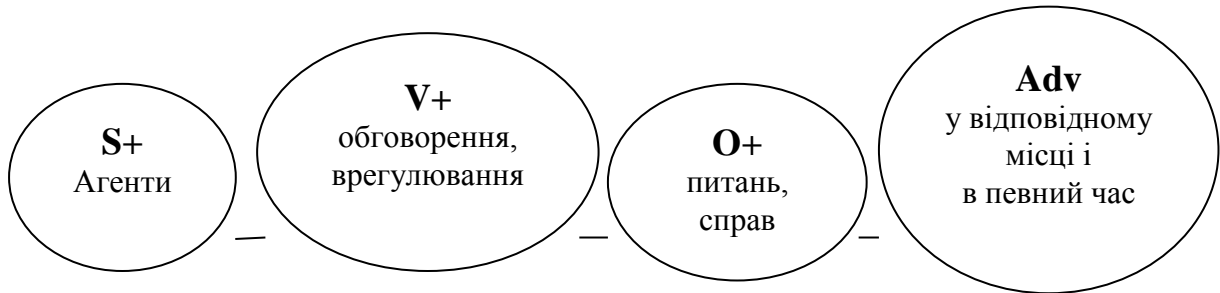 S+
Агенти
V+
обговорення,
врегулювання
O+
питань,
справ
Adv
у відповідному
місці і
в певний час